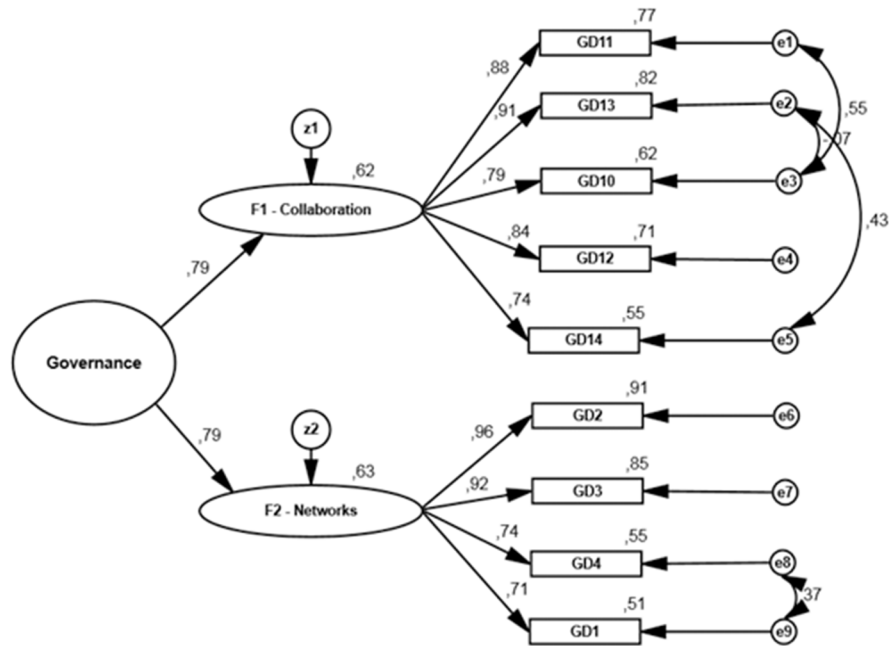 ,77
GD11
e1
,88
,82
GD13
e2
,91
,55
-,07
z1
,62
GD10
e3
,79
,62
F1 - Collaboration
,71
GD12
e4
,84
,43
,79
,74
,55
GD14
e5
Governance
,91
GD2
e6
,79
z2
,96
,63
,85
GD3
e7
,92
F2 - Networks
,74
,55
GD4
e8
,37
,71
,51
GD1
e9